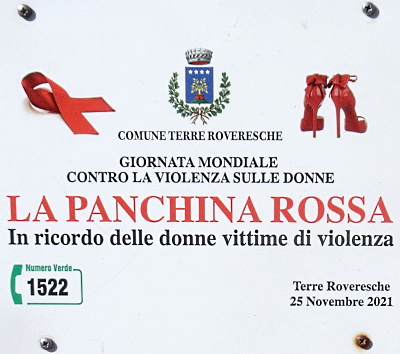 COMUNE TERRE ROVERESCHE
GIORNATA MONDIALE
CONTRO LA VIOLENZA SULLE DONNE
LA PANCHINA ROSSA
In ricordo delle donne vittime di violenza
Numero Verde
1522
Terre Roveresche
25 Novembre 2021